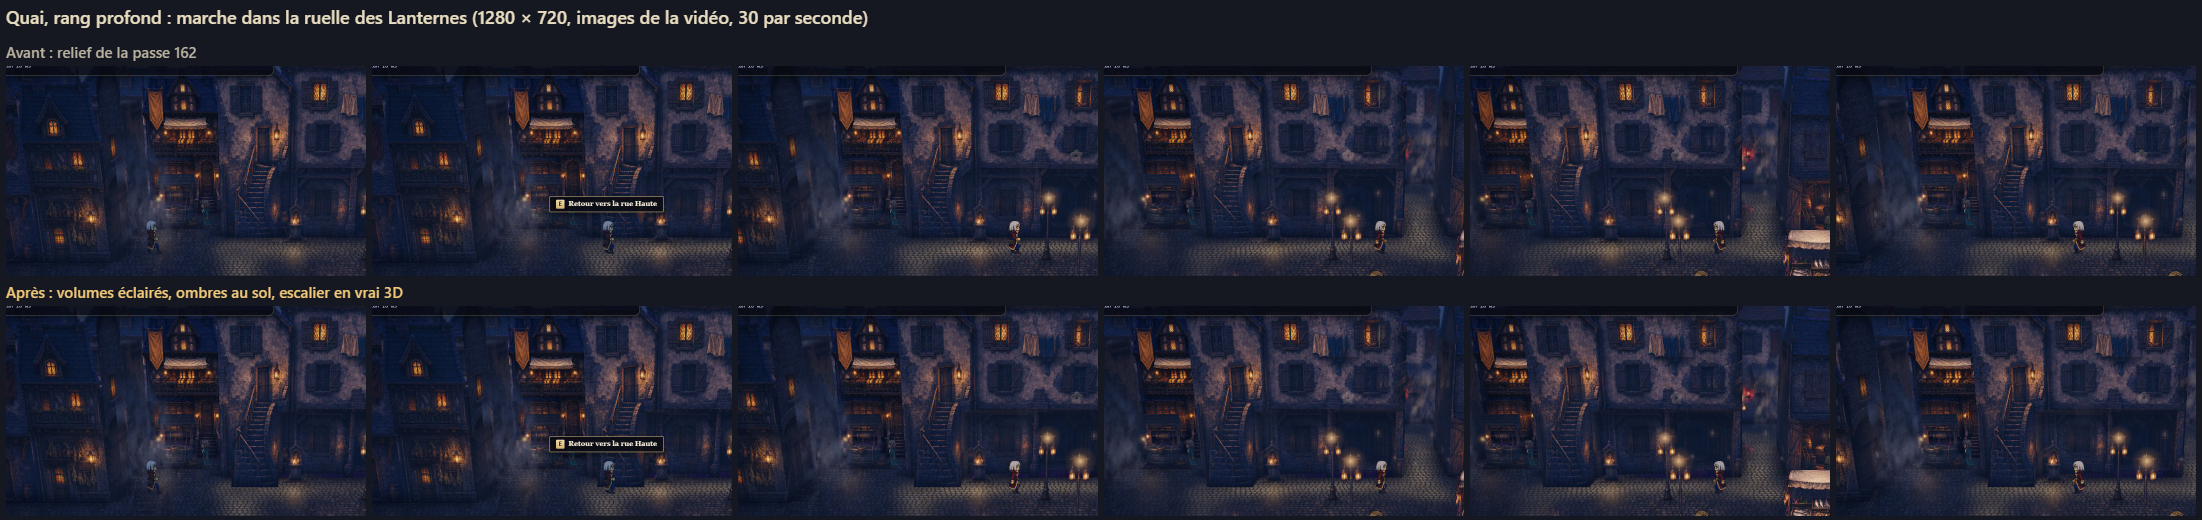 Quai, rang profond : marche dans la ruelle des Lanternes (1280 × 720, images de la vidéo, 30 par seconde)
Avant : relief de la passe 162
E Retour vers la rue Haute
Après : volumes éclairés, ombres au sol, escalier en vrai 3D
E Retour vers la rue Haute